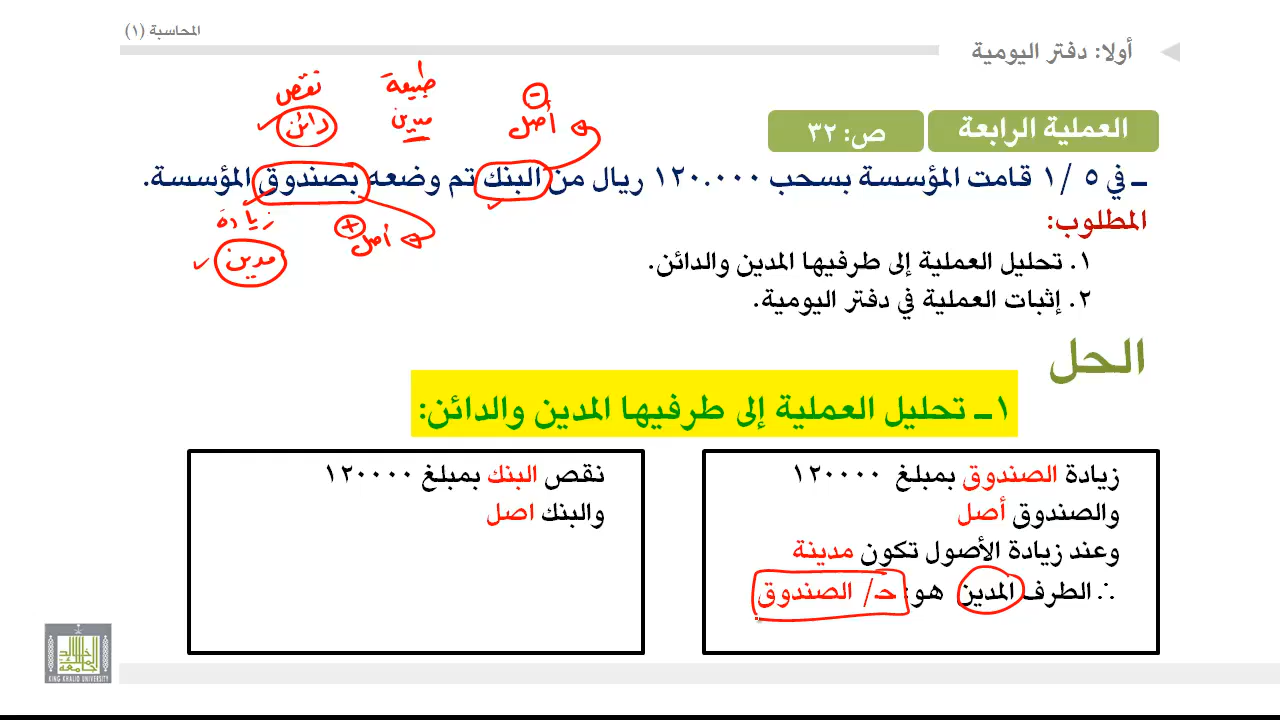 المحاسبة (١)
أولا: دفتر اليومية
العملية الرابعة
ص: ٣٢
نقص
طبيعة
دائن
مدين
أصل
ـ في ٥ /١ قامت المؤسسة بسحب ١٢٠.٠٠٠ ريال من البنك تم وضعه بصندوق المؤسسة.
المطلوب:
زيادة
أصل
مدين
١. تحليل العملية إلى طرفيها المدين والدائن.
٢. إثبات العملية في دفتر اليومية.
الحل
١ـ تحليل العملية إلى طرفيها المدين والدائن:
زيادة الصندوق بمبلغ ١٢٠٠٠٠
والصندوق أصل
وعند زيادة الأصول تكون مدينة
∴ الطرف المدين هو: حـ/ الصندوق
نقص البنك بمبلغ ١٢٠٠٠٠
والبنك اصل
KING KHALID UNIVERSITY